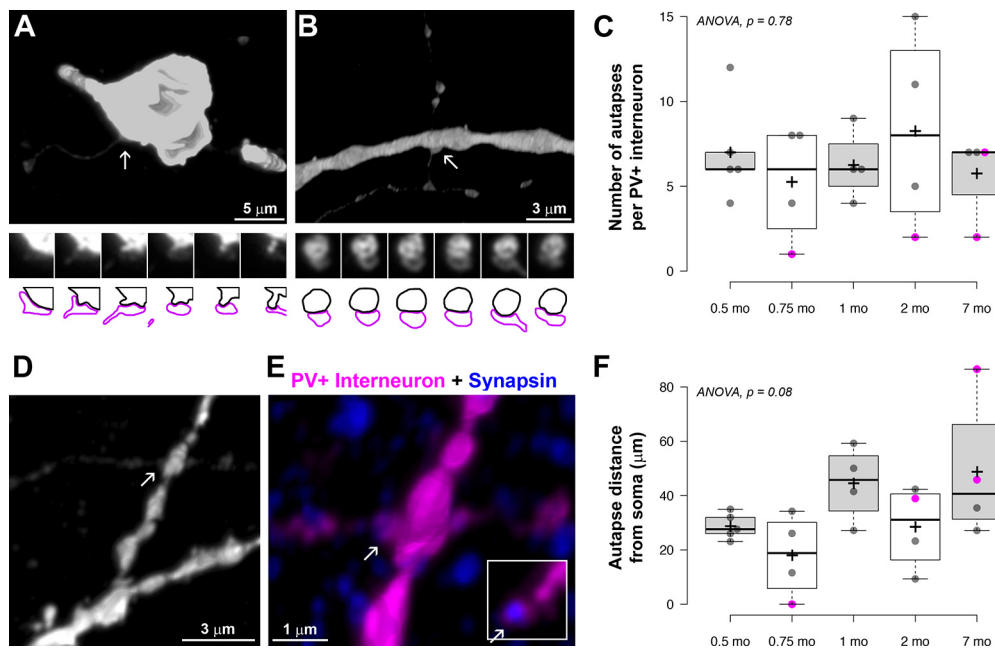 A
5 μm
B
3 μm
C
ANOVA, p = 0.78
Number of autapses
per PV+ interneuron
15
10
5
0
0.5 mo
0.75 mo
1 mo
2 mo
7 mo
D
3 μm
E
PV+ Interneuron + Synapsin
1 μm
F
ANOVA, p = 0.08
Autapse distance
from soma (μm)
80
60
40
20
0
0.5 mo
0.75 mo
1 mo
2 mo
7 mo